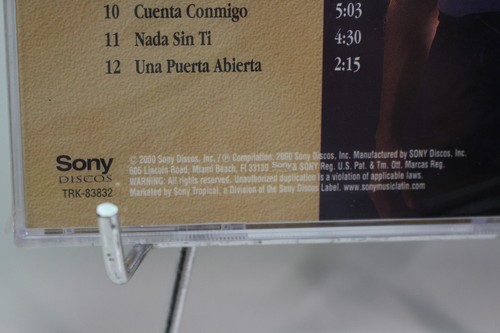 10 Cuenta Conmigo 5:03
11 Nada Sin Ti 4:30
12 Una Puerta Abierta 2:15
Sony
DISCOS
TRK-83832
© 2000 Sony Discos, Inc. / ℗ Compilation: 2000 Sony Discos, Inc. Manufactured by SONY Discos, Inc.
605 Lincoln Road, Miami Beach, Fl 33139 Sony & SONY Reg. U.S. Pat. & Tm. Off. Marcas Reg.
WARNING: All rights reserved. Unauthorized duplication is a violation of applicable laws.
Marketed by Sony Tropical, a Division of the Sony Discos Label. www.sonymusiclatin.com